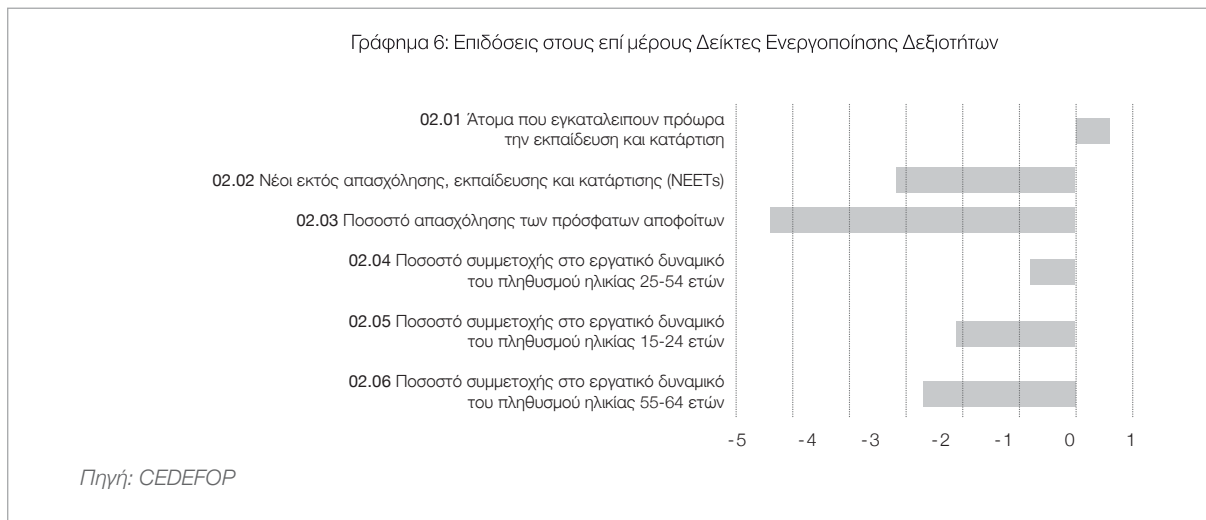 Γράφημα 6: Επιδόσεις στους επί μέρους Δείκτες Ενεργοποίησης Δεξιοτήτων
02.01 Άτομα που εγκαταλειπουν πρόωρα
την εκπαίδευση και κατάρτιση
02.02 Νέοι εκτός απασχόλησης, εκπαίδευσης και κατάρτισης (NEETs)
02.03 Ποσοστό απασχόλησης των πρόσφατων αποφοίτων
02.04 Ποσοστό συμμετοχής στο εργατικό δυναμικό
του πληθυσμού ηλικίας 25-54 ετών
02.05 Ποσοστό συμμετοχής στο εργατικό δυναμικό
του πληθυσμού ηλικίας 15-24 ετών
02.06 Ποσοστό συμμετοχής στο εργατικό δυναμικό
του πληθυσμού ηλικίας 55-64 ετών
-5 -4 -3 -2 -1 0 1
Πηγή: CEDEFOP